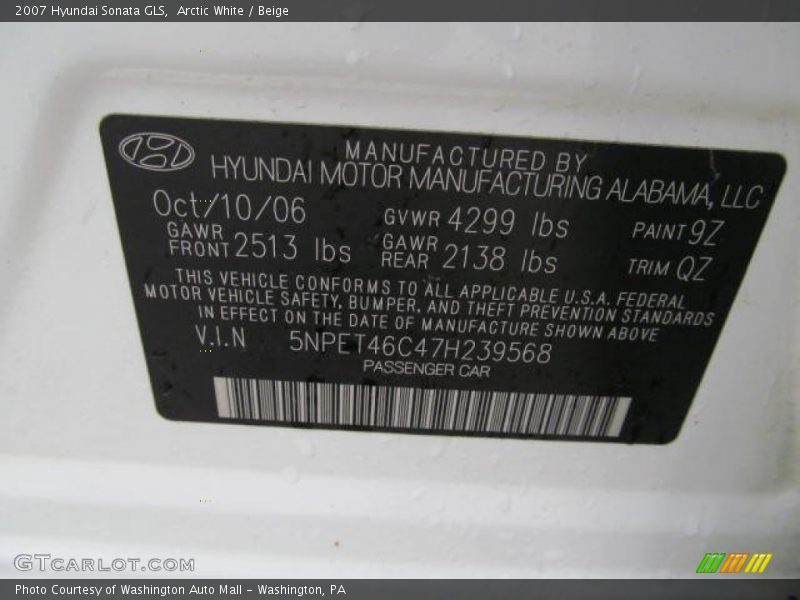 2007 Hyundai Sonata GLS, Arctic White / Beige
MANUFACTURED BY
HYUNDAI MOTOR MANUFACTURING ALABAMA, LLC
Oct/10/06 GVWR 4299 lbs PAINT 9Z
GAWR FRONT 2513 lbs GAWR REAR 2138 lbs TRIM QZ
THIS VEHICLE CONFORMS TO ALL APPLICABLE U.S.A. FEDERAL
MOTOR VEHICLE SAFETY, BUMPER, AND THEFT PREVENTION STANDARDS
IN EFFECT ON THE DATE OF MANUFACTURE SHOWN ABOVE
V.I.N 5NPET46C47H239568
PASSENGER CAR
GTCARLOT.COM
Photo Courtesy of Washington Auto Mall - Washington, PA